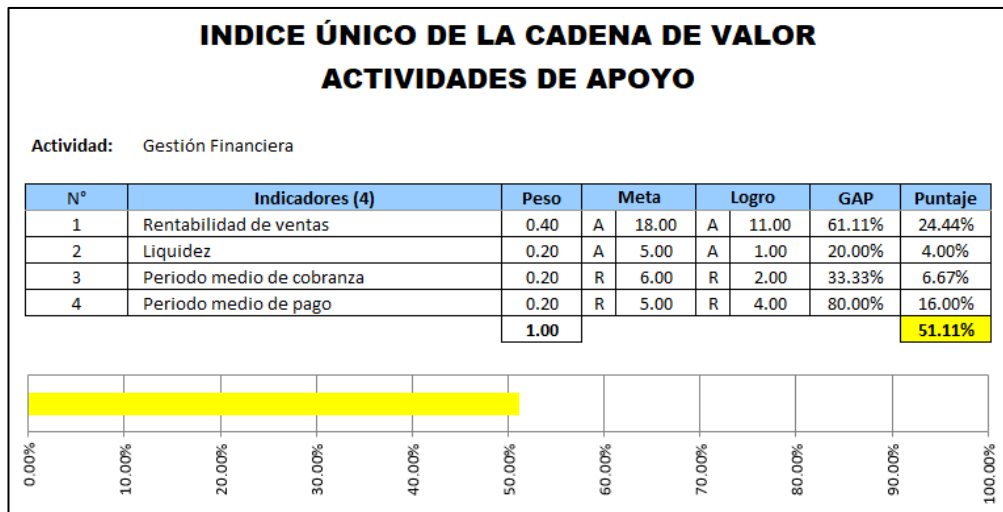 INDICE ÚNICO DE LA CADENA DE VALOR
ACTIVIDADES DE APOYO
Actividad: Gestión Financiera
N° Indicadores (4) Peso Meta Logro GAP Puntaje
1 Rentabilidad de ventas 0.40 A 18.00 A 11.00 61.11% 24.44%
2 Liquidez 0.20 A 5.00 A 1.00 20.00% 4.00%
3 Periodo medio de cobranza 0.20 R 6.00 R 2.00 33.33% 6.67%
4 Periodo medio de pago 0.20 R 5.00 R 4.00 80.00% 16.00%
1.00 51.11%
0.00% 10.00% 20.00% 30.00% 40.00% 50.00% 60.00% 70.00% 80.00% 90.00% 100.00%